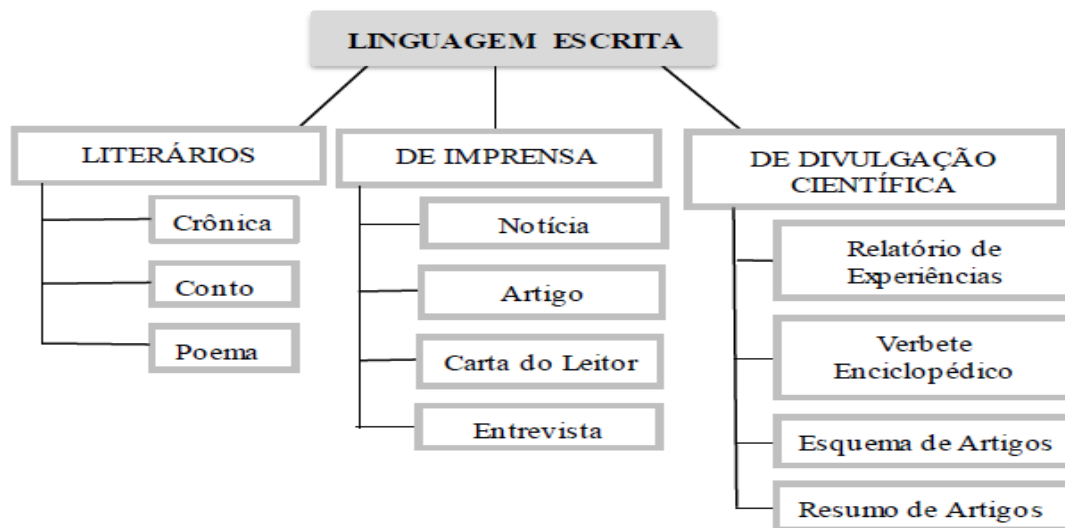 LINGUAGEM ESCRITA
LITERÁRIOS
Crônica
Conto
Poema
DE IMPRENSA
Notícia
Artigo
Carta do Leitor
Entrevista
DE DIVULGAÇÃO
CIENTÍFICA
Relatório de
Experiências
Verbete
Enciclopédico
Esquema de Artigos
Resumo de Artigos